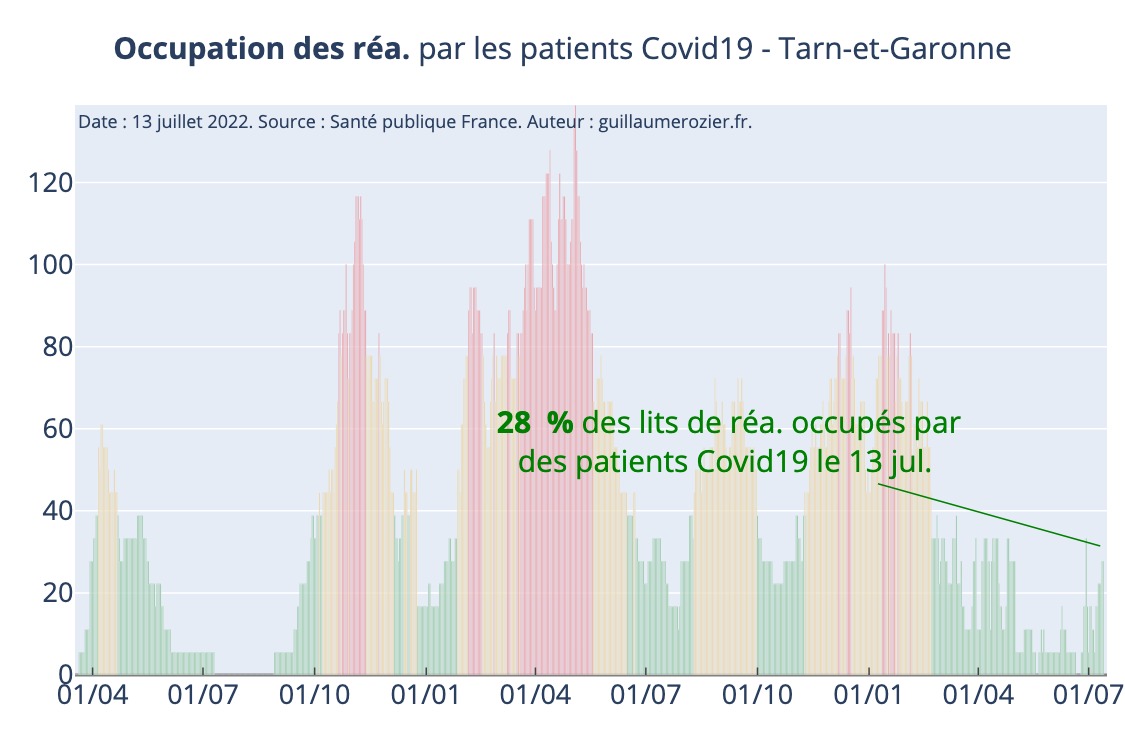 Occupation des réa. par les patients Covid19 - Tarn-et-Garonne
Date : 13 juillet 2022. Source : Santé publique France. Auteur : guillaumerozier.fr.
120
100
80
60
40
20
0
28 % des lits de réa. occupés par
des patients Covid19 le 13 jul.
01/04 01/07 01/10 01/01 01/04 01/07 01/10 01/01 01/04 01/07